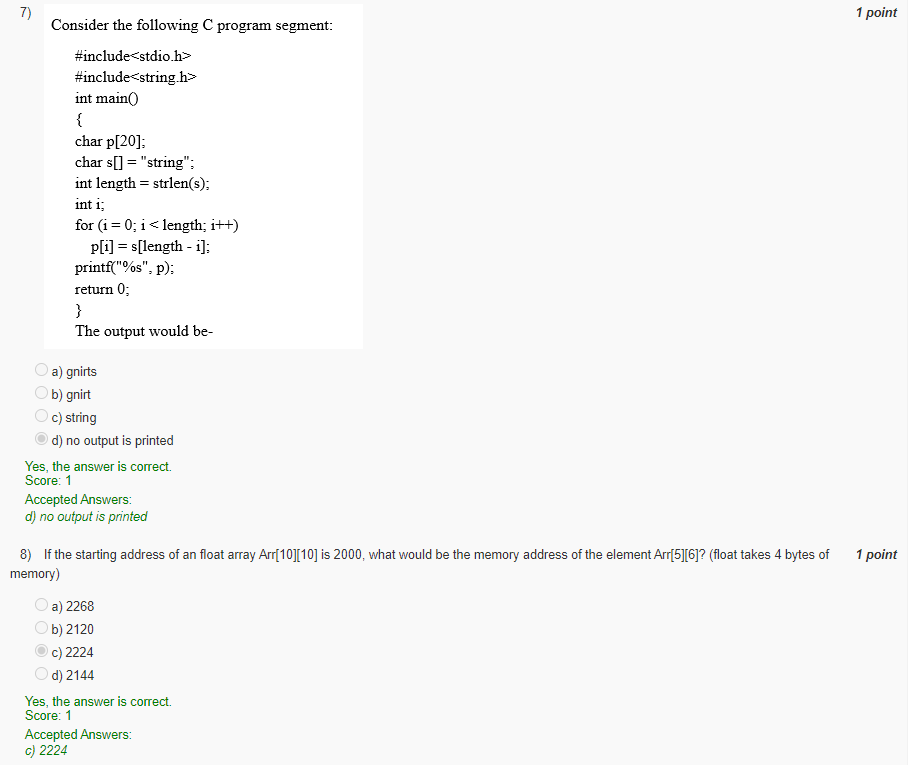 7)
1 point
Consider the following C program segment:
#include<stdio.h>
#include<string.h>
int main()
{
char p[20];
char s[] = "string";
int length = strlen(s);
int i;
for (i = 0; i < length; i++)
p[i] = s[length - i];
printf("%s", p);
return 0;
}
The output would be-
a) gnirts
b) gnirt
c) string
d) no output is printed
Yes, the answer is correct.
Score: 1
Accepted Answers:
d) no output is printed
8) If the starting address of an float array Arr[10][10] is 2000, what would be the memory address of the element Arr[5][6]? (float takes 4 bytes of 1 point
memory)
a) 2268
b) 2120
c) 2224
d) 2144
Yes, the answer is correct.
Score: 1
Accepted Answers:
c) 2224